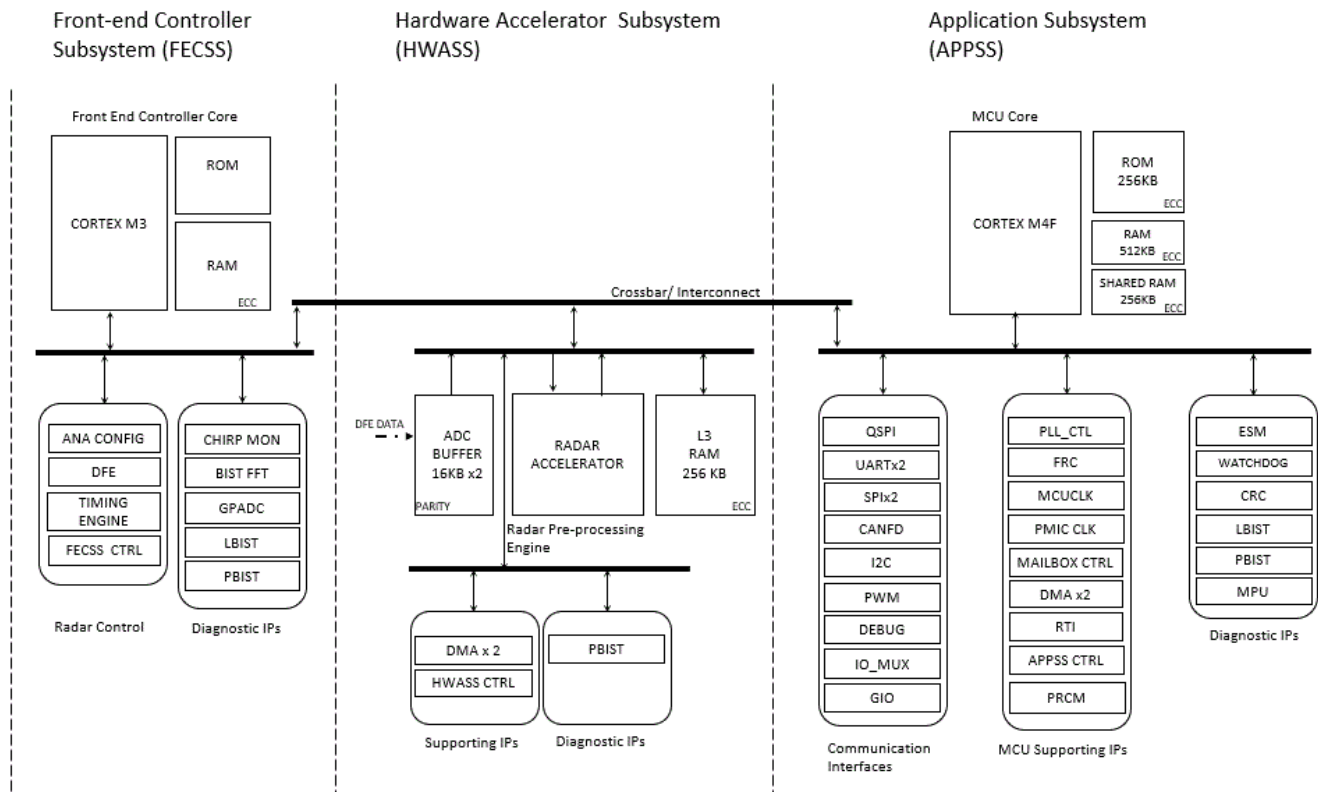 Front-end Controller
Subsystem (FECSS)
Hardware Accelerator Subsystem
(HWASS)
Application Subsystem
(APPSS)
Front End Controller Core
CORTEX M3
ROM
RAM
ECC
MCU Core
CORTEX M4F
ROM
256KB
ECC
RAM
512KB
ECC
SHARED RAM
256KB
ECC
Crossbar/ Interconnect
ANA CONFIG
DFE
TIMING
ENGINE
FECSS CTRL
Radar Control
CHIRP MON
BIST FFT
GPADC
LBIST
PBIST
Diagnostic IPs
DFE DATA
ADC
BUFFER
16KB x2
PARITY
RADAR
ACCELERATOR
L3
RAM
256 KB
ECC
Radar Pre-processing
Engine
DMA x 2
HWASS CTRL
Supporting IPs
PBIST
Diagnostic IPs
QSPI
UARTx2
SPIx2
CANFD
I2C
PWM
DEBUG
IO_MUX
GIO
Communication
Interfaces
PLL_CTL
FRC
MCUCLK
PMIC CLK
MAILBOX CTRL
DMA x2
RTI
APPSS CTRL
PRCM
MCU Supporting IPs
ESM
WATCHDOG
CRC
LBIST
PBIST
MPU
Diagnostic IPs